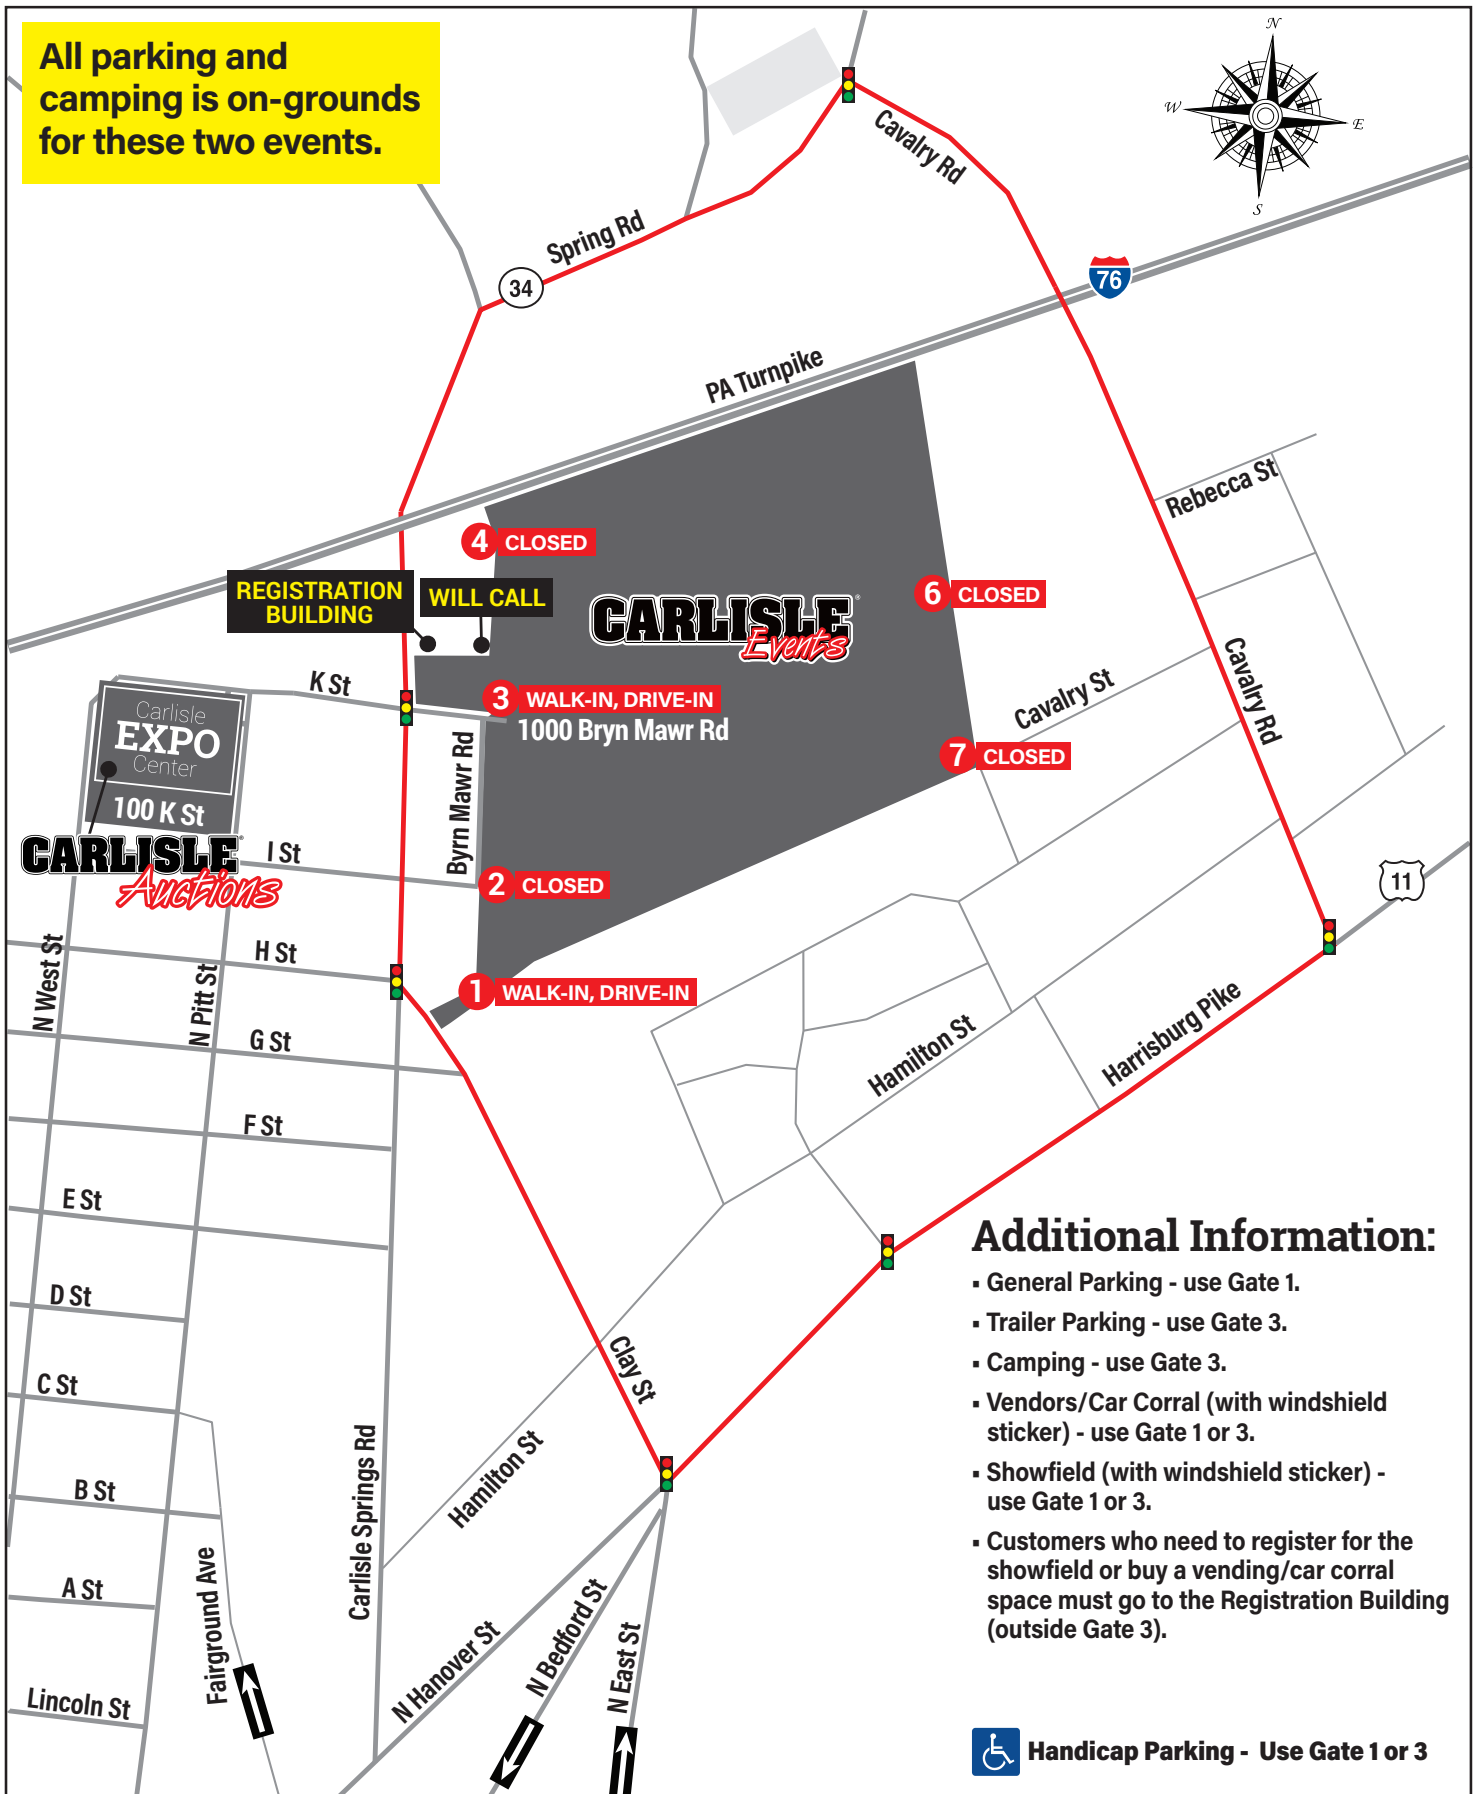 All parking and
camping is on-grounds
for these two events.
N
W
E
S
Cavalry Rd
Spring Rd
34
76
PA Turnpike
Rebecca St
4 CLOSED
REGISTRATION
BUILDING
WILL CALL
6 CLOSED
CARLISLE
Events
K St
3 WALK-IN, DRIVE-IN
1000 Bryn Mawr Rd
Cavalry St
Cavalry Rd
Carlisle
EXPO
Center
100 K St
Byrn Mawr Rd
7 CLOSED
CARLISLE
Auctions
I St
2 CLOSED
11
H St
N West St
N Pitt St
1 WALK-IN, DRIVE-IN
G St
Hamilton St
Harrisburg Pike
F St
E St
D St
C St
Clay St
B St
Hamilton St
Carlisle Springs Rd
A St
Fairground Ave
Lincoln St
N Hanover St
N Bedford St
N East St
Additional Information:
▪ General Parking - use Gate 1.
▪ Trailer Parking - use Gate 3.
▪ Camping - use Gate 3.
▪ Vendors/Car Corral (with windshield
sticker) - use Gate 1 or 3.
▪ Showfield (with windshield sticker) -
use Gate 1 or 3.
▪ Customers who need to register for the
showfield or buy a vending/car corral
space must go to the Registration Building
(outside Gate 3).
Handicap Parking - Use Gate 1 or 3